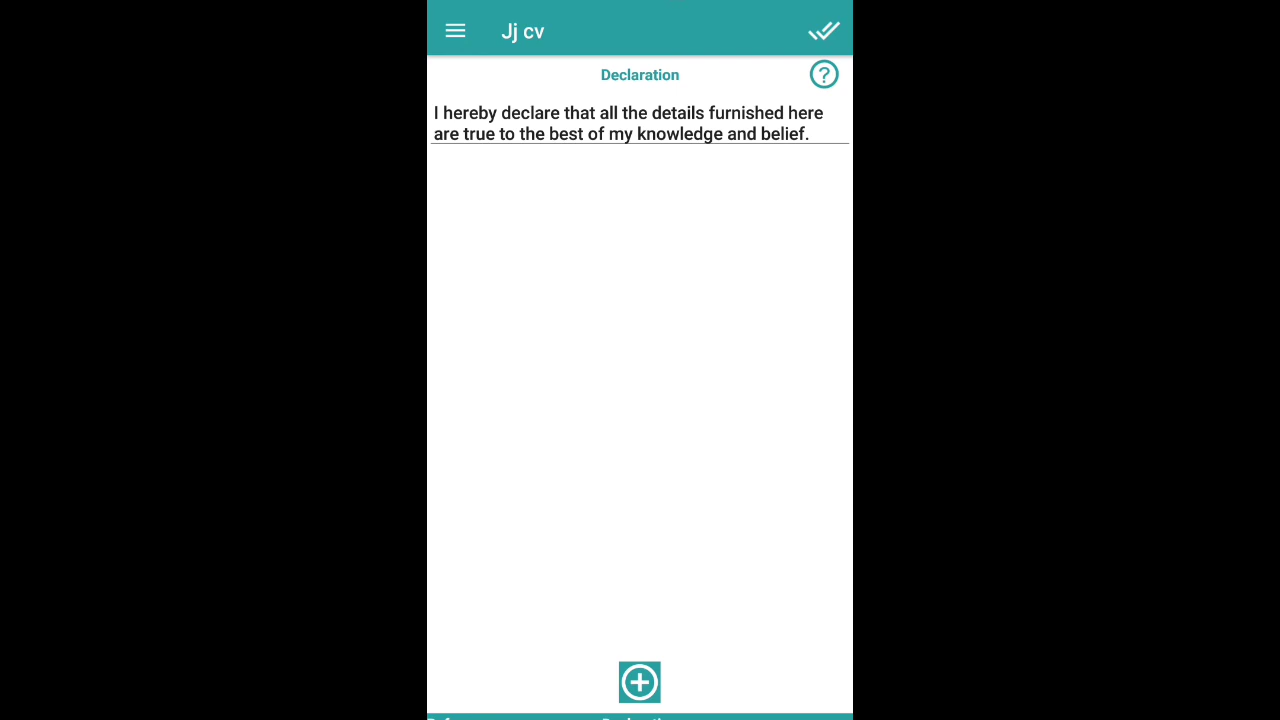 Jj cv
Declaration
I hereby declare that all the details furnished here
are true to the best of my knowledge and belief.